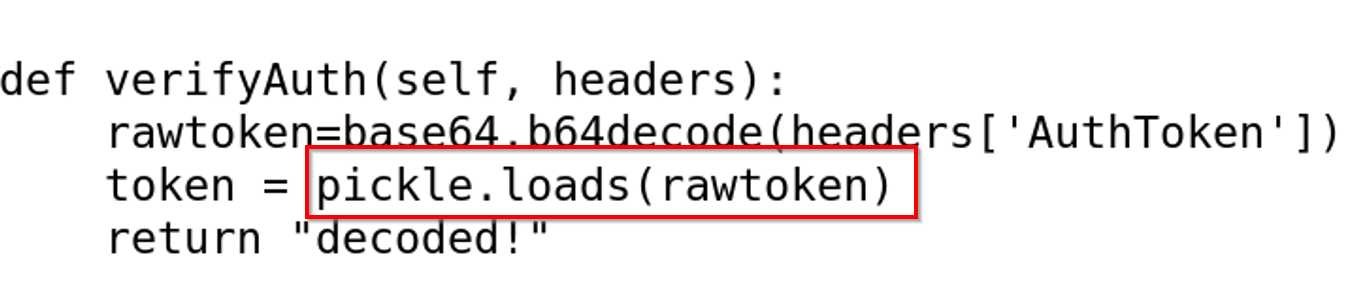 def verifyAuth(self, headers):
    rawtoken=base64.b64decode(headers['AuthToken'])
    token = pickle.loads(rawtoken)
    return "decoded!"